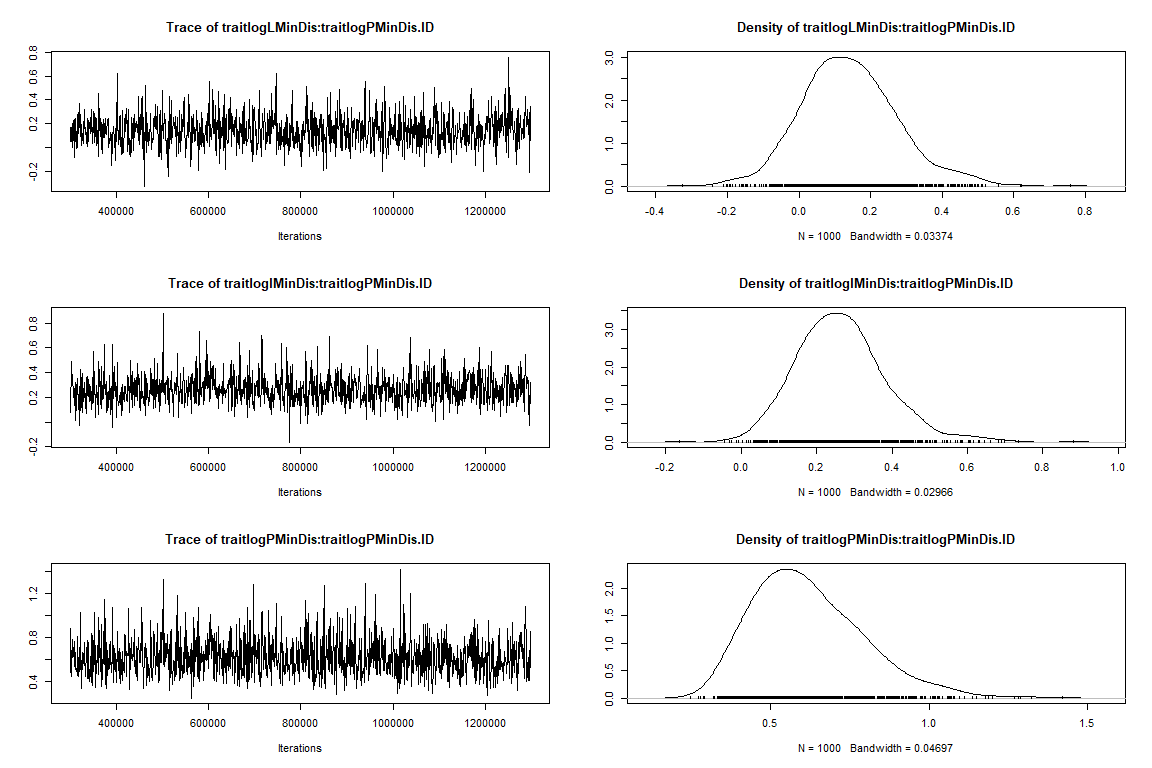 Trace of traitlogLMinDis:traitlogPMinDis.ID
Density of traitlogLMinDis:traitlogPMinDis.ID
0.8
0.6
0.4
0.2
-0.2
400000 600000 800000 1000000 1200000
Iterations
3.0
2.0
1.0
0.0
-0.4 -0.2 0.0 0.2 0.4 0.6 0.8
N = 1000 Bandwidth = 0.03374
Trace of traitlogIMinDis:traitlogPMinDis.ID
Density of traitlogIMinDis:traitlogPMinDis.ID
0.8
0.6
0.4
0.2
-0.2
400000 600000 800000 1000000 1200000
Iterations
3.0
2.0
1.0
0.0
-0.2 0.0 0.2 0.4 0.6 0.8 1.0
N = 1000 Bandwidth = 0.02966
Trace of traitlogPMinDis:traitlogPMinDis.ID
Density of traitlogPMinDis:traitlogPMinDis.ID
1.2
0.8
0.4
400000 600000 800000 1000000 1200000
Iterations
2.0
1.5
1.0
0.5
0.0
0.5 1.0 1.5
N = 1000 Bandwidth = 0.04697